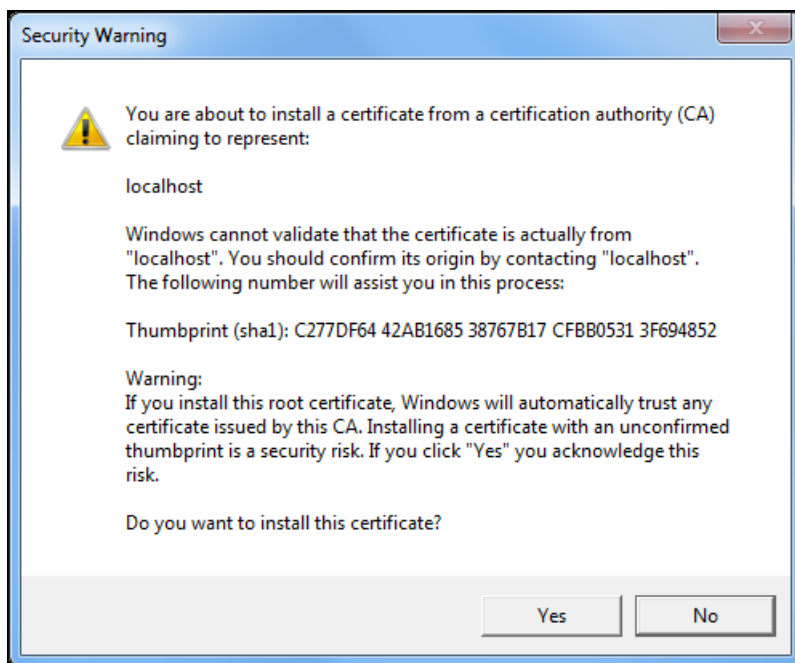 Security Warning
You are about to install a certificate from a certification authority (CA)
claiming to represent:
localhost
Windows cannot validate that the certificate is actually from
"localhost". You should confirm its origin by contacting "localhost".
The following number will assist you in this process:
Thumbprint (sha1): C277DF64 42AB1685 38767B17 CFBB0531 3F694852
Warning:
If you install this root certificate, Windows will automatically trust any
certificate issued by this CA. Installing a certificate with an unconfirmed
thumbprint is a security risk. If you click "Yes" you acknowledge this
risk.
Do you want to install this certificate?
Yes No